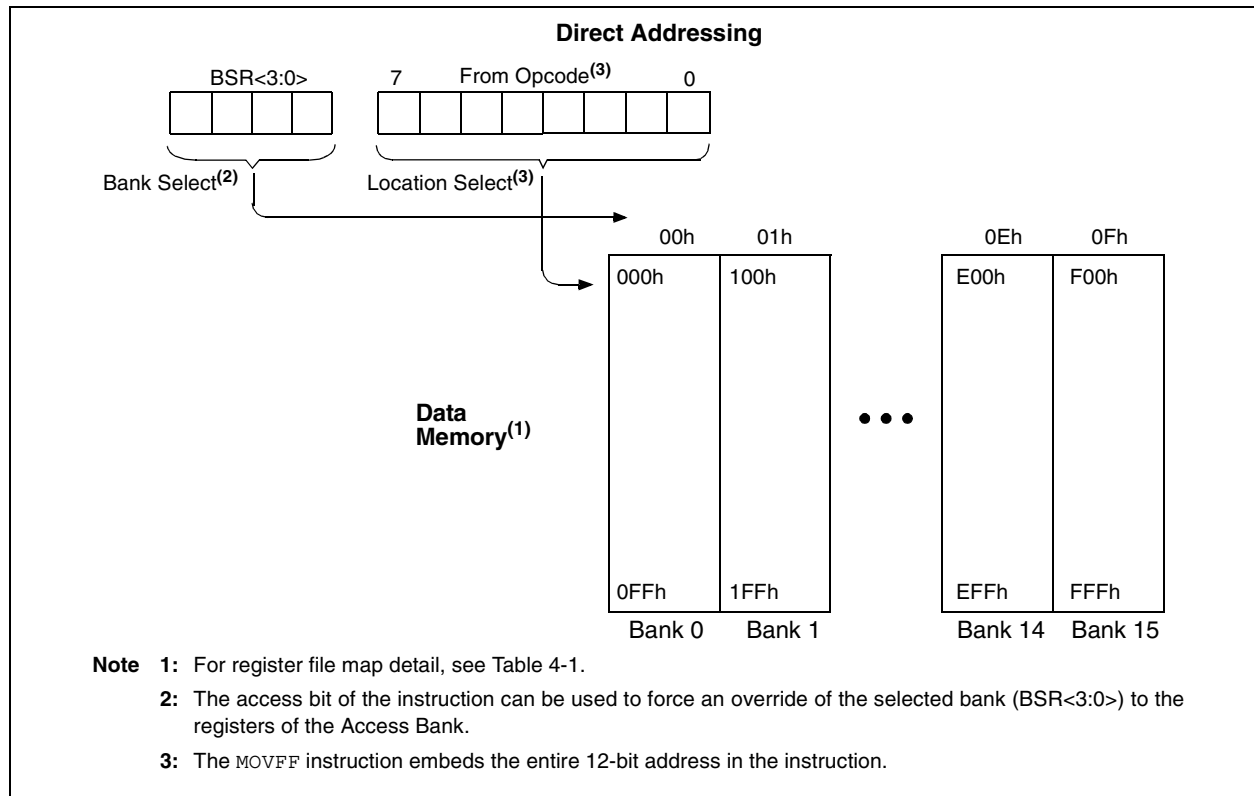 Direct Addressing
BSR<3:0>
7 From Opcode(3) 0
Bank Select(2)
Location Select(3)
00h 01h 0Eh 0Fh
000h 100h E00h F00h
Data
Memory(1)
0FFh 1FFh EFFh FFFh
Bank 0 Bank 1 Bank 14 Bank 15
Note 1: For register file map detail, see Table 4-1.
2: The access bit of the instruction can be used to force an override of the selected bank (BSR<3:0>) to the
registers of the Access Bank.
3: The MOVFF instruction embeds the entire 12-bit address in the instruction.